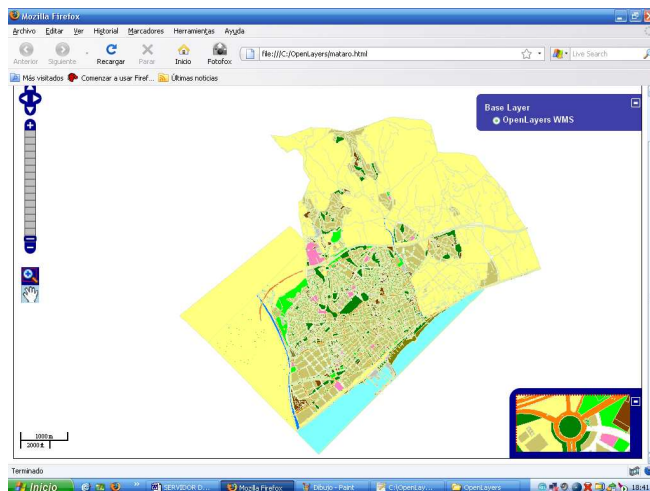 Mozilla Firefox
Archivo Editar Ver Historial Marcadores Herramientas Ayuda
Anterior Siguiente Recargar Parar Inicio Fotofox file:///C:/OpenLayers/mataro.html Live Search
Más visitados Comenzar a usar Firef... Últimas noticias
Base Layer
OpenLayers WMS
1000 m
2000 ft
Terminado
Inicio SERVIDOR D... Mozilla Firefox Dibujo - Paint C:\OpenLay... OpenLayers 18:41